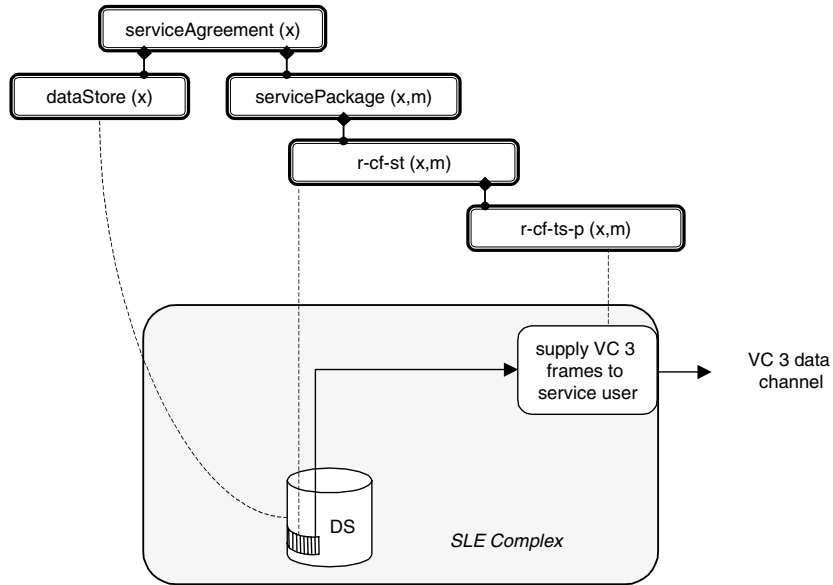 serviceAgreement (x)
dataStore (x)
servicePackage (x,m)
r-cf-st (x,m)
r-cf-ts-p (x,m)
supply VC 3
frames to
service user
VC 3 data
channel
DS
SLE Complex